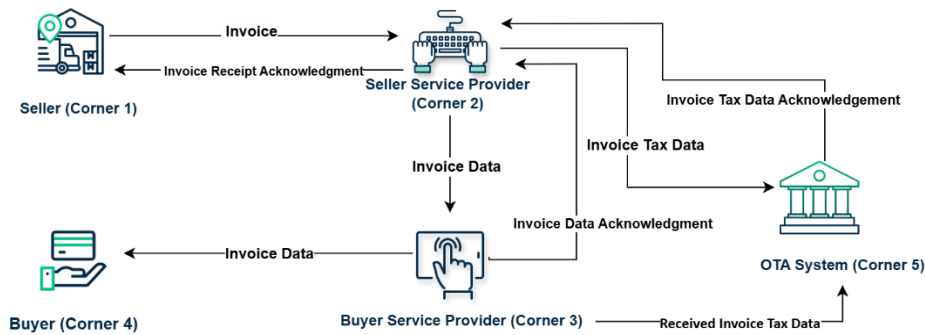 Invoice
Invoice Receipt Acknowledgment
Seller (Corner 1)
Seller Service Provider
(Corner 2)
Invoice Tax Data Acknowledgement
Invoice Tax Data
Invoice Data
Invoice Data Acknowledgment
Invoice Data
OTA System (Corner 5)
Buyer (Corner 4)
Buyer Service Provider (Corner 3)
Received Invoice Tax Data